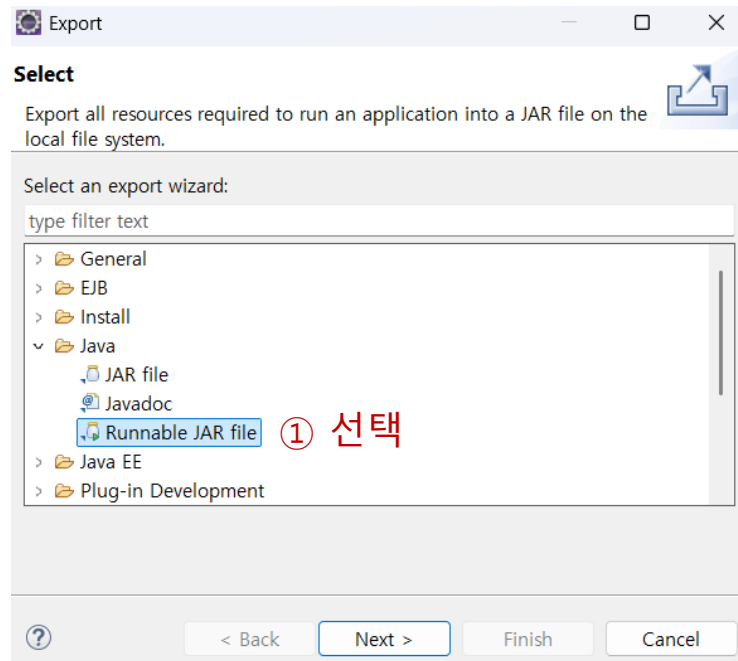 Export
Select
Export all resources required to run an application into a JAR file on the
local file system.
Select an export wizard:
type filter text
General
EJB
Install
Java
JAR file
Javadoc
Runnable JAR file ① 선택
Java EE
Plug-in Development
< Back Next > Finish Cancel